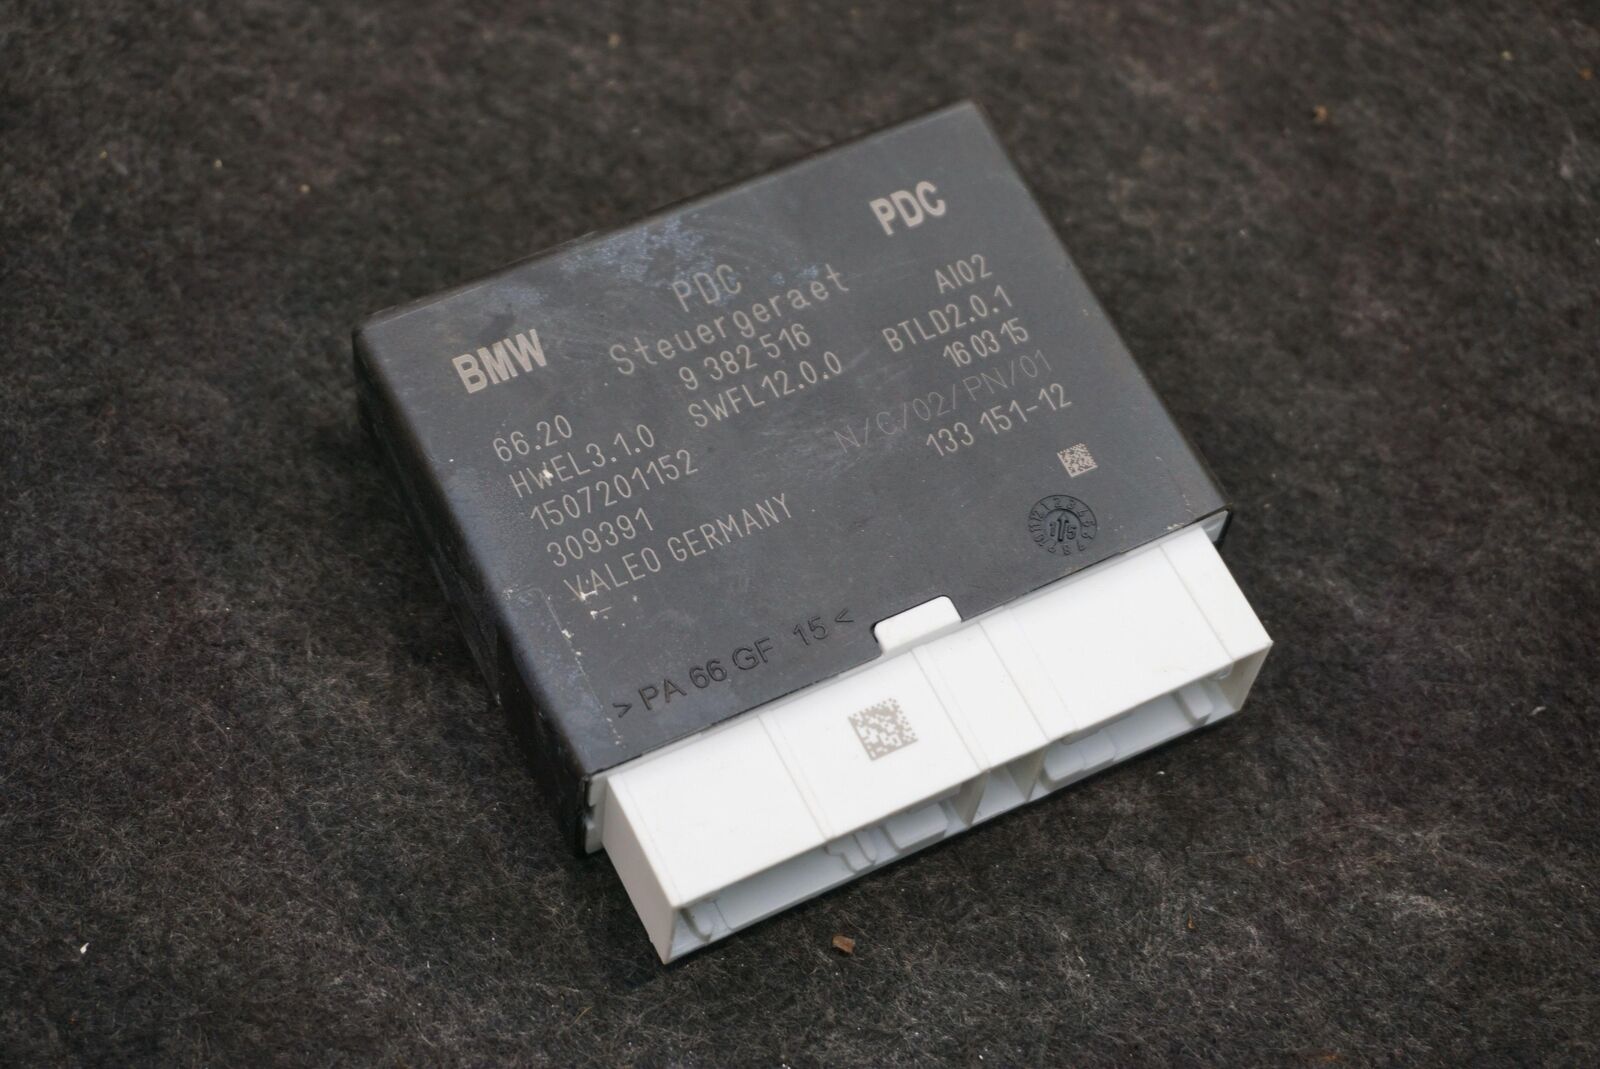 PDC
BMW
PDC
Steuergeraet
9 382 516
SWFL12.0.0
AI02
BTLD2.0.1
16 03 15
N/C/02/PN/01
133 151-12
66.20
HWEL3.1.0
1507201152
309391
VALEO GERMANY
>PA 66 GF 15<
15